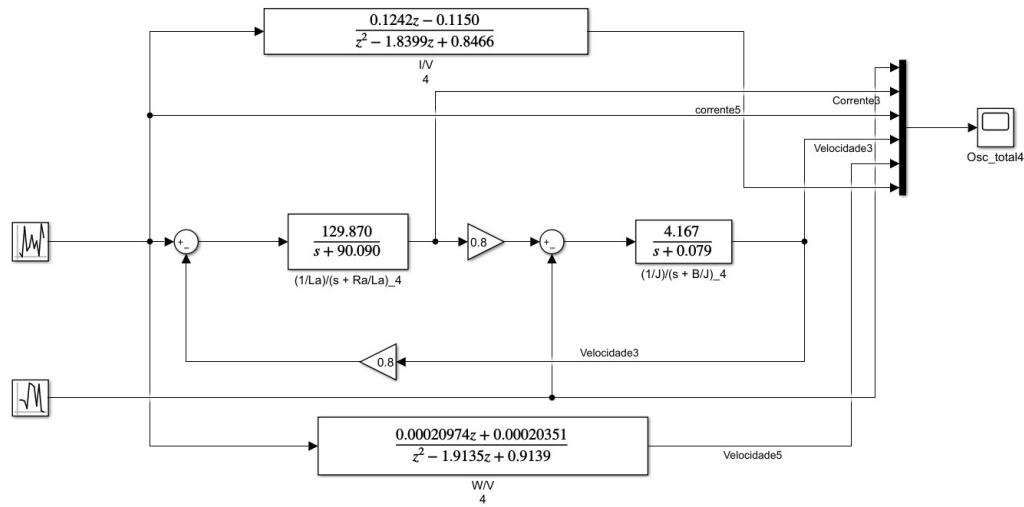 0.1242z − 0.1150
z² − 1.8399z + 0.8466
I/V
4
Corrente3
corrente5
Velocidade3
Osc_total4
+
−
129.870
s + 90.090
(1/La)/(s + Ra/La)_4
0.8
+
−
4.167
s + 0.079
(1/J)/(s + B/J)_4
Velocidade3
0.8
0.00020974z + 0.00020351
z² − 1.9135z + 0.9139
Velocidade5
W/V
4